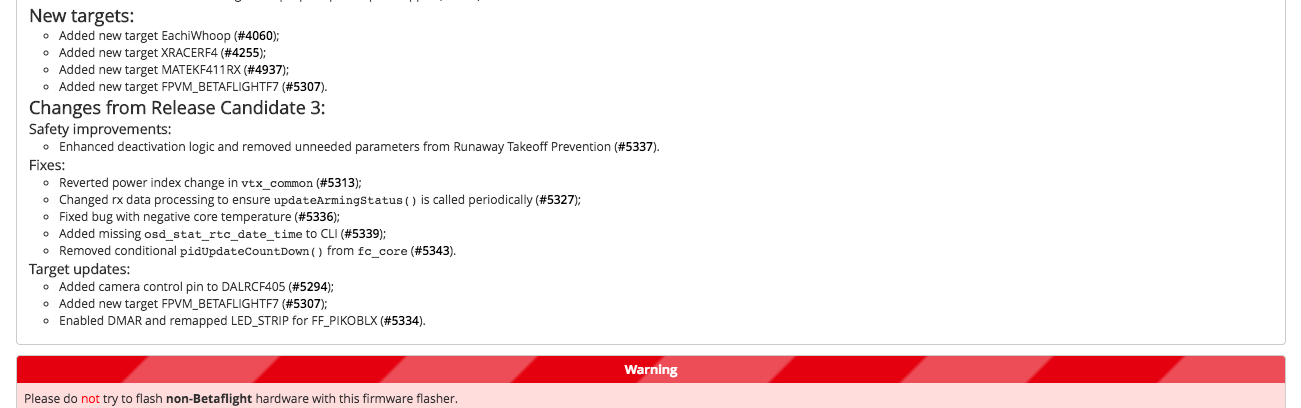 New targets:
Added new target EachiWhoop (#4060);
Added new target XRACERF4 (#4255);
Added new target MATEKF411RX (#4937);
Added new target FPVM_BETAFLIGHTF7 (#5307).
Changes from Release Candidate 3:
Safety improvements:
Enhanced deactivation logic and removed unneeded parameters from Runaway Takeoff Prevention (#5337).
Fixes:
Reverted power index change in vtx_common (#5313);
Changed rx data processing to ensure updateArmingStatus() is called periodically (#5327);
Fixed bug with negative core temperature (#5336);
Added missing osd_stat_rtc_date_time to CLI (#5339);
Removed conditional pidUpdateCountDown() from fc_core (#5343).
Target updates:
Added camera control pin to DALRCF405 (#5294);
Added new target FPVM_BETAFLIGHTF7 (#5307);
Enabled DMAR and remapped LED_STRIP for FF_PIKOBLX (#5334).
Warning
Please do not try to flash non-Betaflight hardware with this firmware flasher.